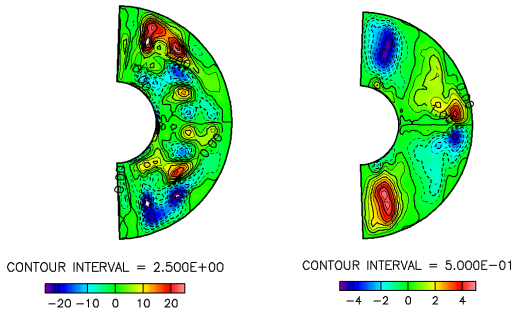 CONTOUR INTERVAL = 2.500E+00
-20 -10 0 10 20
CONTOUR INTERVAL = 5.000E-01
-4 -2 0 2 4